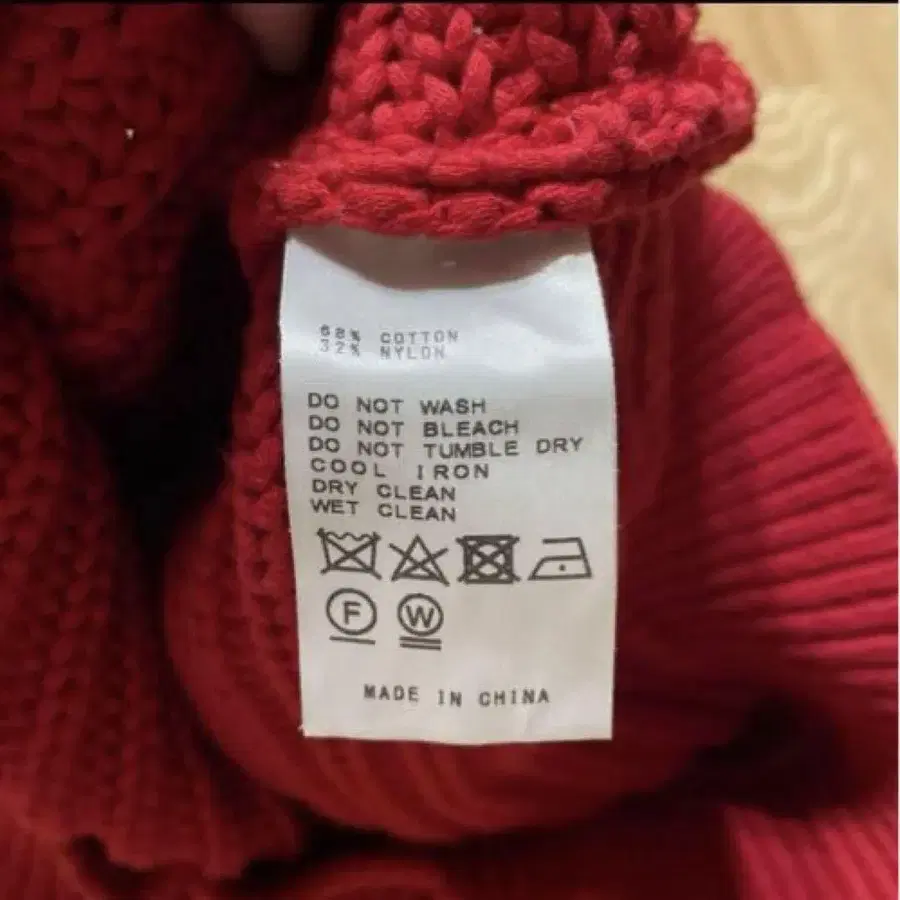 68% COTTON
32% NYLON
DO NOT WASH
DO NOT BLEACH
DO NOT TUMBLE DRY
COOL IRON
DRY CLEAN
WET CLEAN
F W
MADE IN CHINA